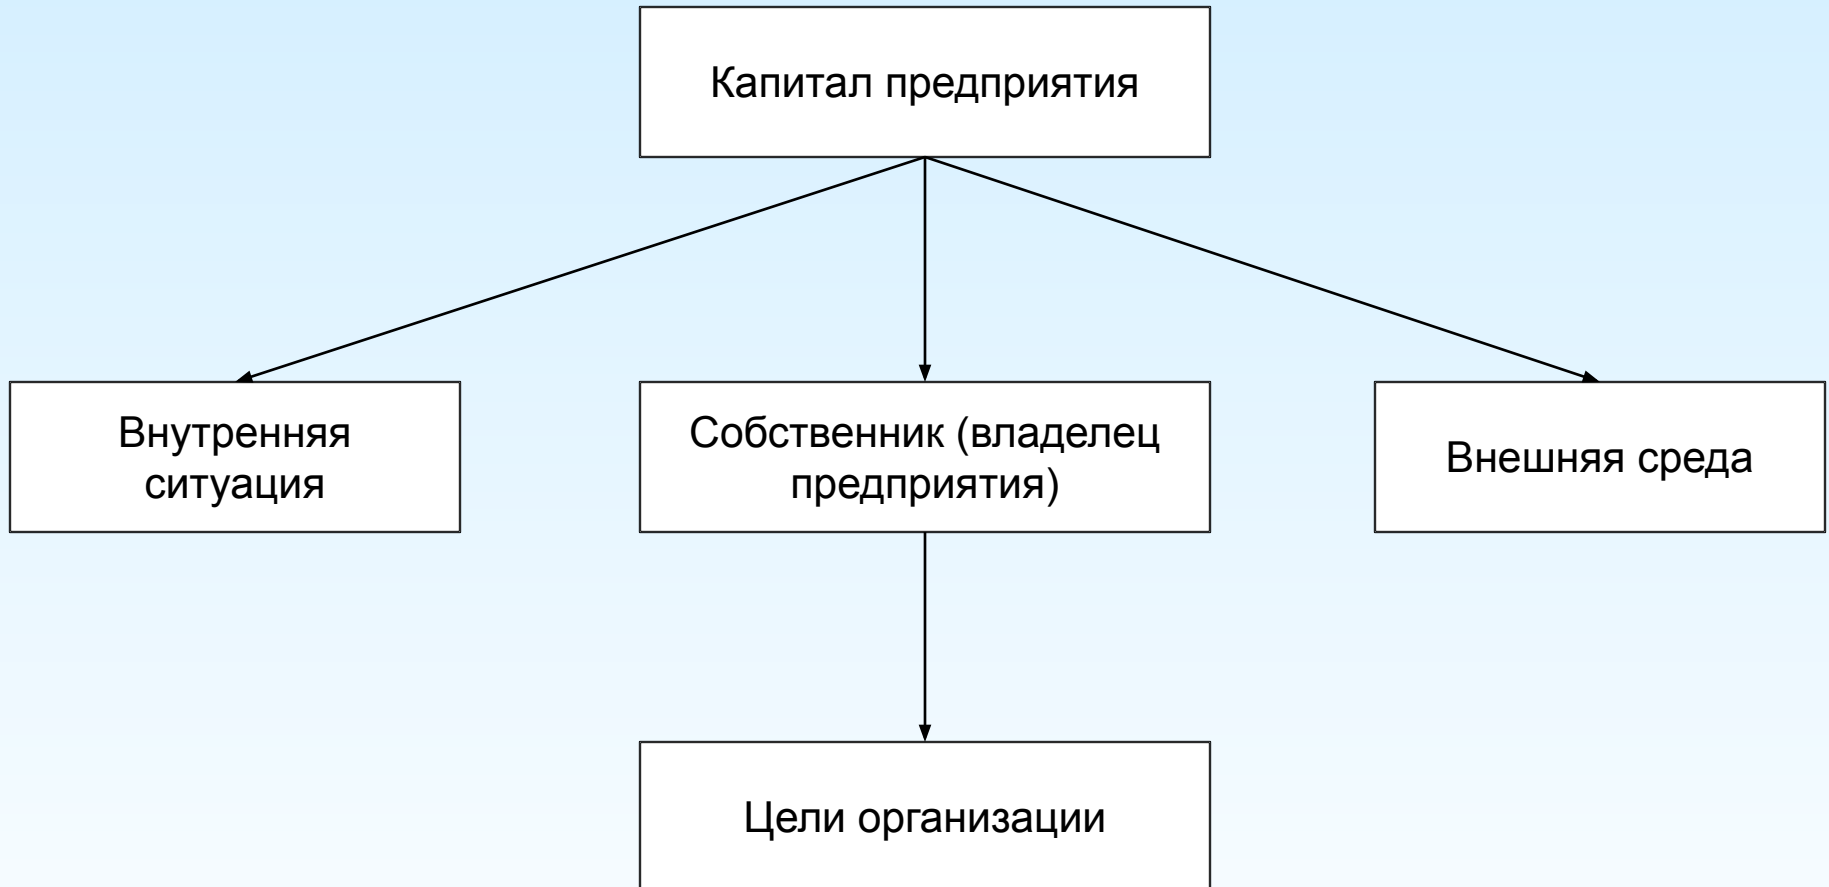 Капитал предприятия
Внутренняя
ситуация
Собственник (владелец
предприятия)
Внешняя среда
Цели организации